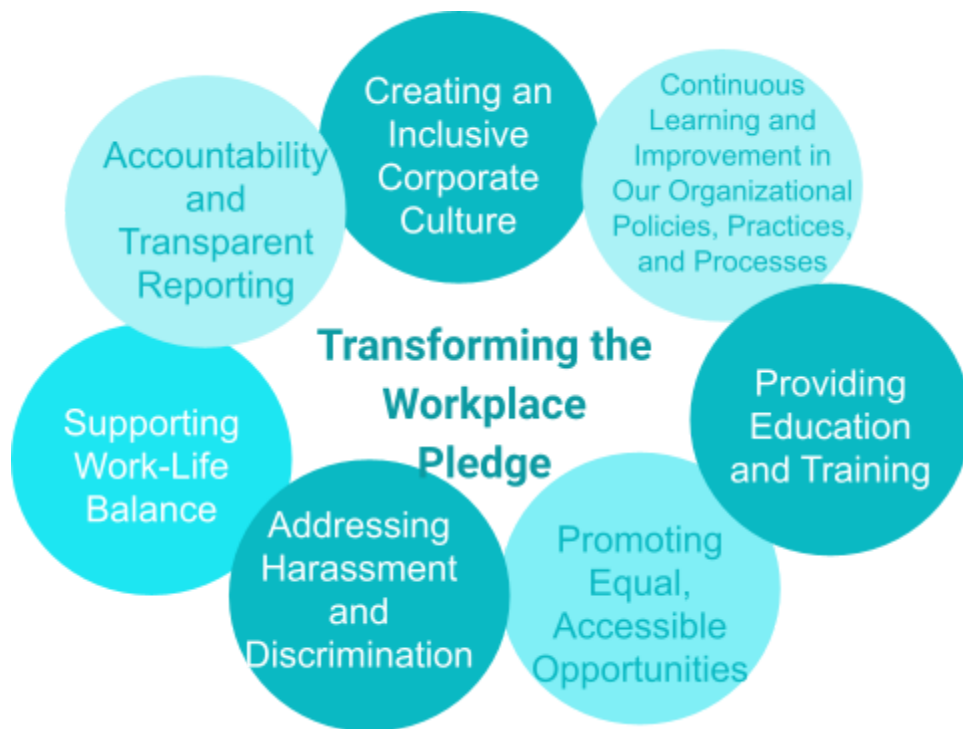 Creating an
Inclusive
Corporate
Culture
Continuous
Learning and
Improvement in
Our Organizational
Policies, Practices,
and Processes
Providing
Education
and Training
Promoting
Equal,
Accessible
Opportunities
Addressing
Harassment
and
Discrimination
Supporting
Work-Life
Balance
Accountability
and
Transparent
Reporting
Transforming the
Workplace
Pledge